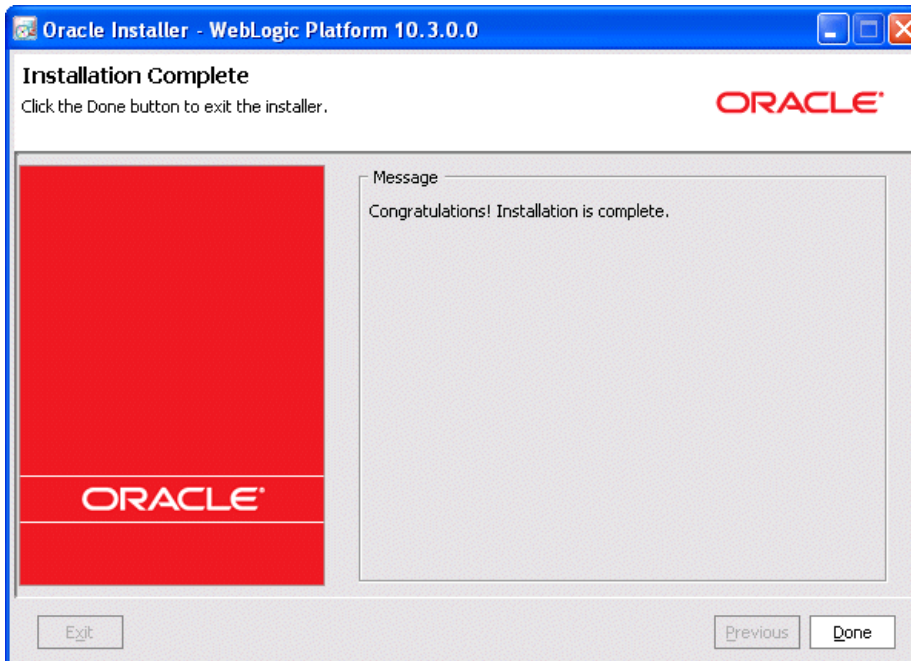 Oracle Installer - WebLogic Platform 10.3.0.0
Installation Complete
Click the Done button to exit the installer.
ORACLE®
Message
Congratulations! Installation is complete.
ORACLE®
Exit
Previous
Done